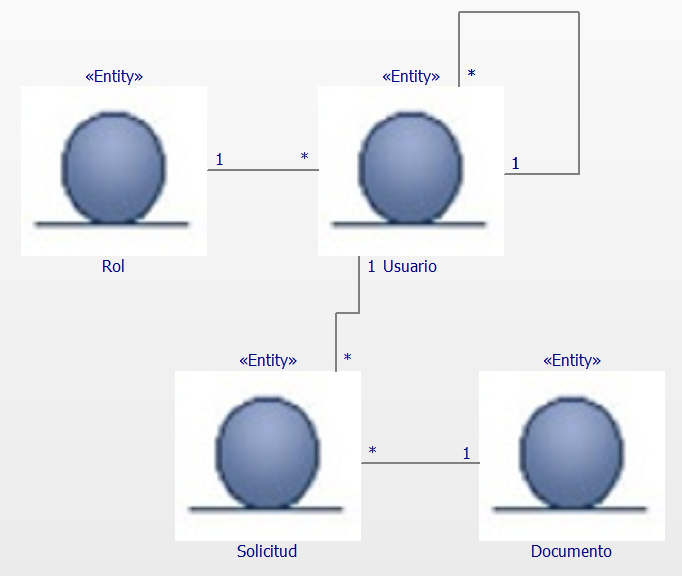 «Entity»
«Entity»
*
1
*
1
Rol
1
Usuario
*
«Entity»
«Entity»
*
1
Solicitud
Documento